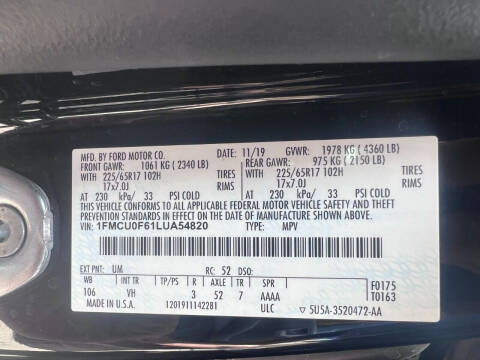 MFD. BY FORD MOTOR CO. 11/19 GVWR: 1978 KG ( 4360 LB)
FRONT GAWR: 1061 KG ( 2340 LB) REAR GAWR: 975 KG ( 2150 LB)
WITH 225/65R17 102H TIRES WITH 225/65R17 102H TIRES
17x7.0J RIMS 17x7.0J RIMS
AT 230 kPa/ 33 PSI COLD AT 230 kPa/ 33 PSI COLD
THIS VEHICLE CONFORMS TO ALL APPLICABLE FEDERAL MOTOR VEHICLE SAFETY AND THEFT
PREVENTION STANDARDS IN EFFECT ON THE DATE OF MANUFACTURE SHOWN ABOVE.
VIN: 1FMCU0F61LUA54820 TYPE: MPV
EXT PNT: UM RC: 52 DSO: F0175
WB INT TR TP/PS R AXLE TR SPR T0163
106 VH 3 52 7 AAAA
MADE IN U.S.A. 1201911142281 ULC ▽ 5U5A-3520472-AA